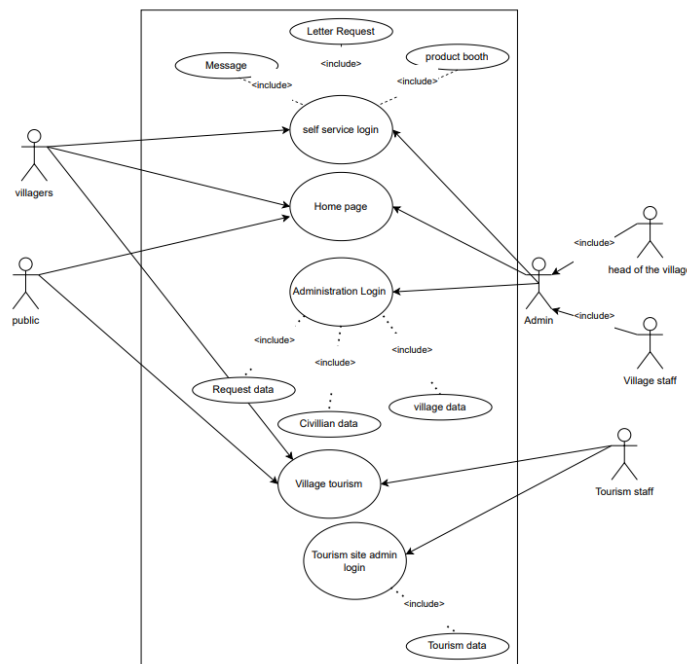 Letter Request
<include>
product booth
Message
<include>
<include>
self service login
villagers
Home page
<include>
head of the village
Administration Login
public
Admin
<include>
<include>
<include>
<include>
Village staff
Request data
village data
Civillian data
Village tourism
Tourism staff
Tourism site admin
login
<include>
Tourism data